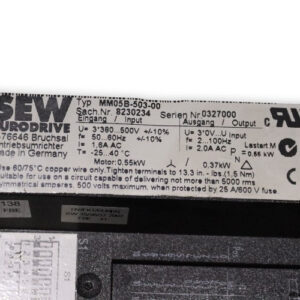 Typ MM05B-503-00
SEW Sach.Nr 8230234 Serien Nr 0327000
EURODRIVE Eingang / Input Ausgang / Output
76646 Bruchsal U= 3*380...500V +/-10% U= 3*0V...U Input
Antriebsumrichter f= 50...60Hz +/-10% f= 2...100Hz Lastart M
Made in Germany I= 1,6A AC I= 2.0A AC P= 0.55 kW
T= -25...40°C
Motor: 0.55kW / 0.37kW
Use 60/75°C copper wire only. Tighten terminals to 13.3 in.- lbs.(1.5 Nm)
for use on a circuit capable of delivering not more than 5000 rms
symmetrical amperes. 500 volts maximum. when protected by 25 A/600 V fuse
138
S1